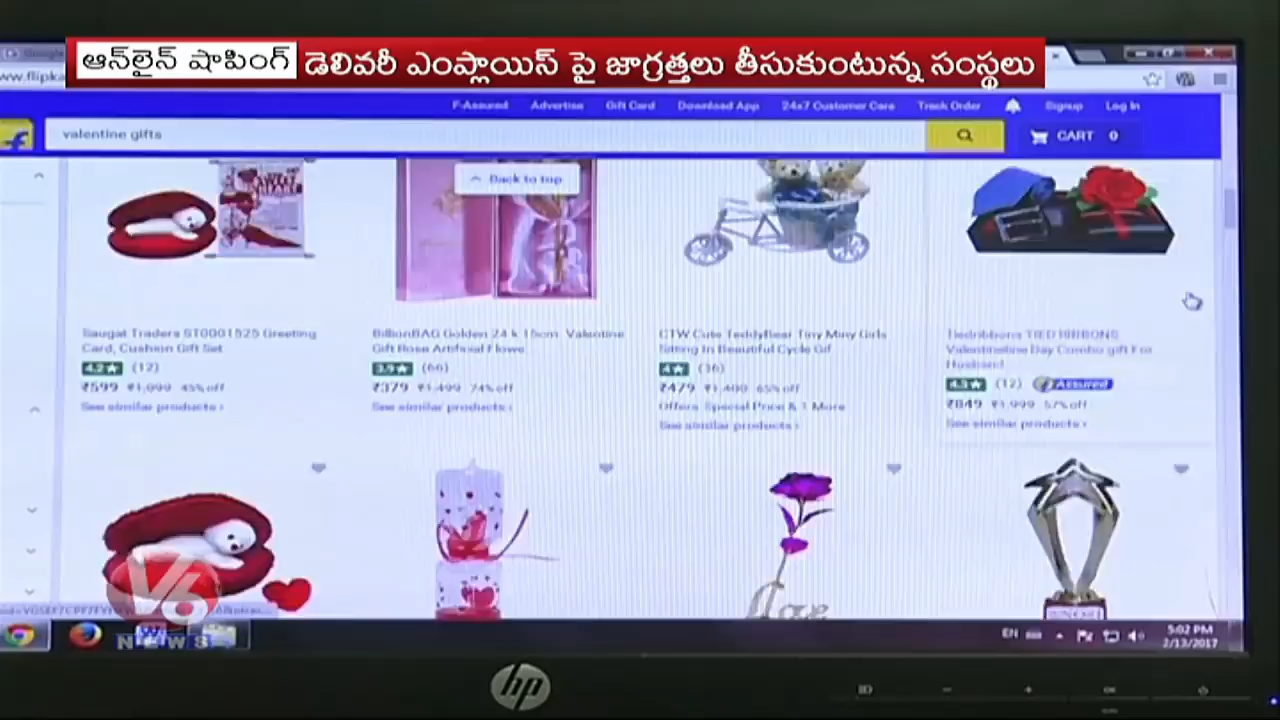 ఆన్‌లైన్ షాపింగ్ డెలివరీ ఎంప్లాయిస్ పై జాగ్రత్తలు తీసుకుంటున్న సంస్థలు
ww.flipka
F-Assured Advertise Gift Card Download App 24x7 Customer Care Track Order Signup Log In
valentine gifts CART 0
Back to top
Saugat Traders ST0001525 Greeting
Card, Cushion Gift Set
4.2★ (12)
₹599 ₹1,099 45% off
See similar products
BillionBAG Golden 24 k 15cm Valentine
Gift Rose Artificial Flowe
3.9★ (66)
₹379 ₹1,499 74% off
See similar products
CTW Cute TeddyBear Tiny Miny Girls
Sitting In Beautiful Cycle Gif
4★ (36)
₹479 ₹1,400 65% off
Offers Special Price & 1 More
See similar products
Tiedribbons TIED RIBBONS
Valentineline Day Combo gift For
Husband
4.3★ (12) Assured
₹849 ₹1,999 57% off
See similar products
V6
NEWS
EN 5:02 PM
2/13/2017
hp